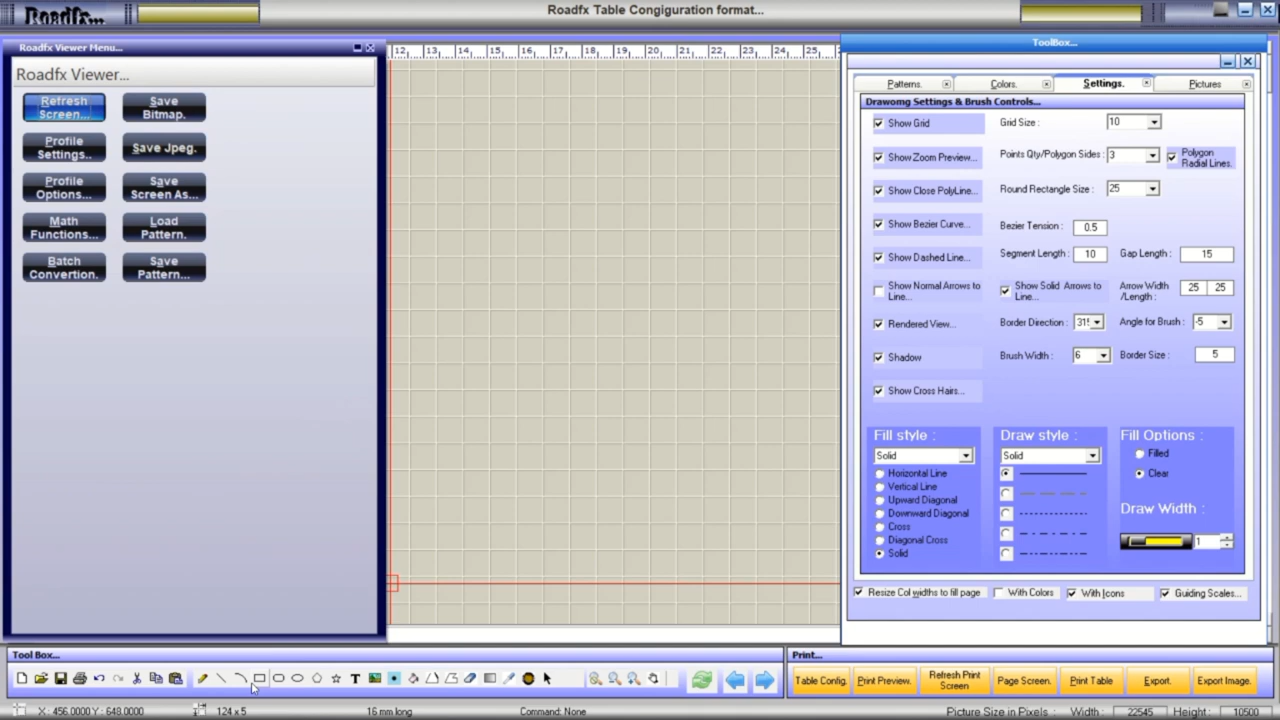 Roadfx...
Roadfx Table Congiguration format...
Roadfx Viewer Menu...
Roadfx Viewer...
Refresh Screen...
Save Bitmap.
Profile Settings..
Save Jpeg.
Profile Options...
Save Screen As...
Math Functions...
Load Pattern.
Batch Convertion.
Save Pattern...
12, 13, 14, 15, 16, 17, 18, 19, 20, 21, 22, 23, 24, 25,
ToolBox...
Patterns. Colors. Settings. Pictures
Drawomg Settings & Brush Controls...
Show Grid Grid Size : 10
Show Zoom Preview... Points Qty/Polygon Sides : 3 Polygon Radial Lines.
Show Close PolyLine... Round Rectangle Size : 25
Show Bezier Curve... Bezier Tension : 0.5
Show Dashed Line... Segment Length : 10 Gap Length : 15
Show Normal Arrows to Line... Show Solid Arrows to Line... Arrow Width /Length : 25 25
Rendered View... Border Direction : 315 Angle for Brush : -5
Shadow Brush Width : 6 Border Size : 5
Show Cross Hairs...
Fill style : Draw style : Fill Options :
Solid Solid Filled
Horizontal Line Clear
Vertical Line
Upward Diagonal
Downward Diagonal Draw Width :
Cross
Diagonal Cross 1
Solid
Resize Col widths to fill page With Colors With Icons Guiding Scales...
Tool Box... Print...
T
Table Config. Print Preview. Refresh Print Screen Page Screen. Print Table Export. Export Image.
X : 456.0000 Y : 648.0000 124 x 5 16 mm long Command: None Picture Size in Pixels : Width : 22545 Height : 10500